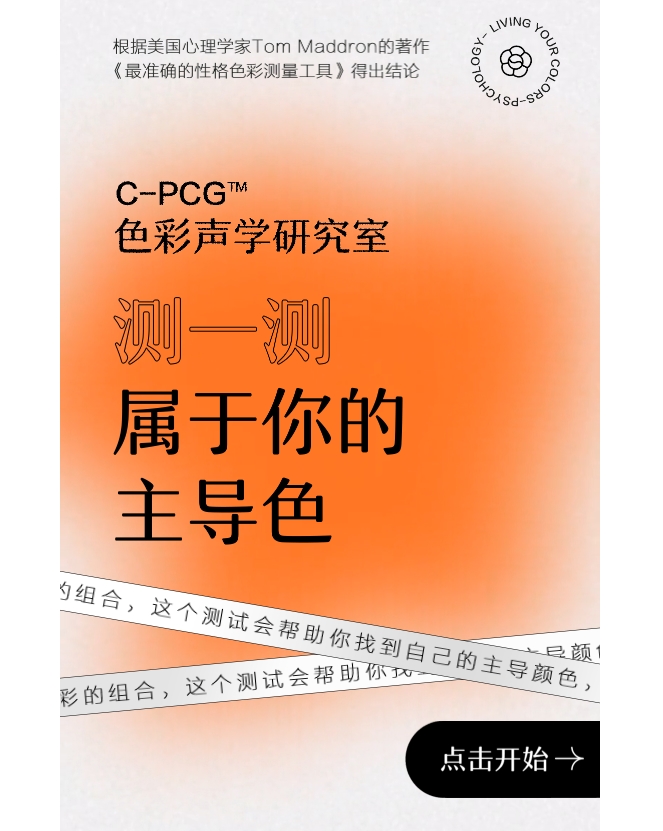 根据美国心理学家Tom Maddron的著作
《最准确的性格色彩测量工具》得出结论
PSYCHOLOGY- LIVING YOUR COLORS-
C-PCG™
色彩声学研究室
测一测
属于你的
主导色
的组合，这个测试会帮助你找到自己的主导颜色，
彩的组合，这个测试会帮助你找 主导颜
点击开始→